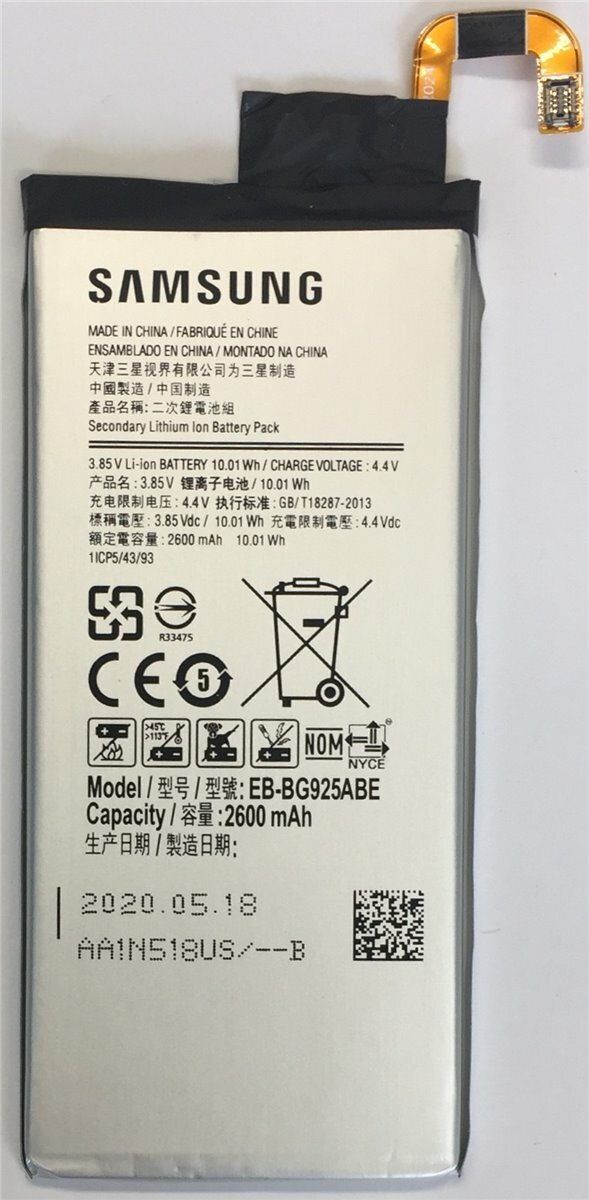 2024
SAMSUNG
MADE IN CHINA / FABRIQUÉ EN CHINE
ENSAMBLADO EN CHINA / MONTADO NA CHINA
天津三星视界有限公司为三星制造
中國製造 / 中国制造
產品名稱: 二次鋰電池組
Secondary Lithium Ion Battery Pack
3.85 V Li-ion BATTERY 10.01 Wh / CHARGE VOLTAGE : 4.4 V
产品名 : 3.85 V 锂离子电池 / 10.01 Wh
充电限制电压 : 4.4 V 执行标准: GB/T18287-2013
標稱電壓 : 3.85 Vdc / 10.01 Wh 充電限制電壓 : 4.4 Vdc
額定電容量 : 2600 mAh 10.01 Wh
1ICP5/43/93
R33475
CE 5
>45℃
>113℉
NOM
NYCE
Model / 型号 / 型號: EB-BG925ABE
Capacity / 容量: 2600 mAh
生产日期 / 製造日期:
2020.05.18
AA1N518US/--B